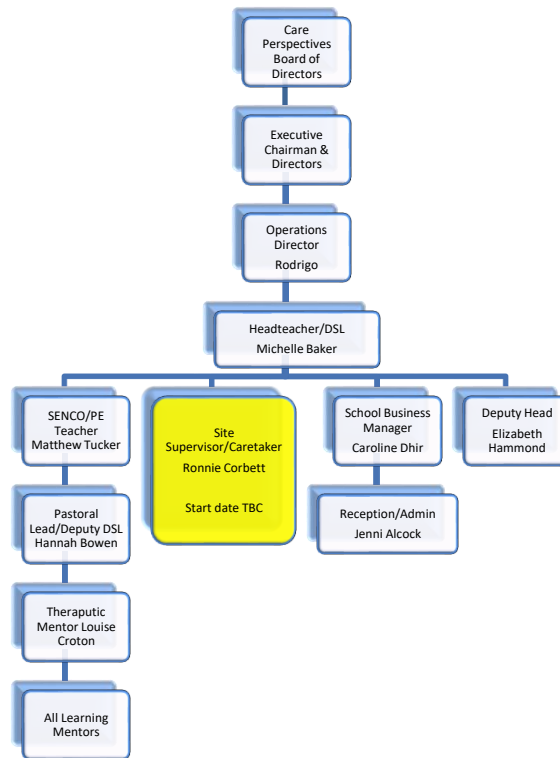 Care
Perspectives
Board of
Directors
Executive
Chairman &
Directors
Operations
Director
Rodrigo
Headteacher/DSL
Michelle Baker
SENCO/PE
Teacher
Matthew Tucker
Site
Supervisor/Caretaker
Ronnie Corbett
Start date TBC
School Business
Manager
Caroline Dhir
Deputy Head
Elizabeth
Hammond
Pastoral
Lead/Deputy DSL
Hannah Bowen
Reception/Admin
Jenni Alcock
Theraputic
Mentor Louise
Croton
All Learning
Mentors